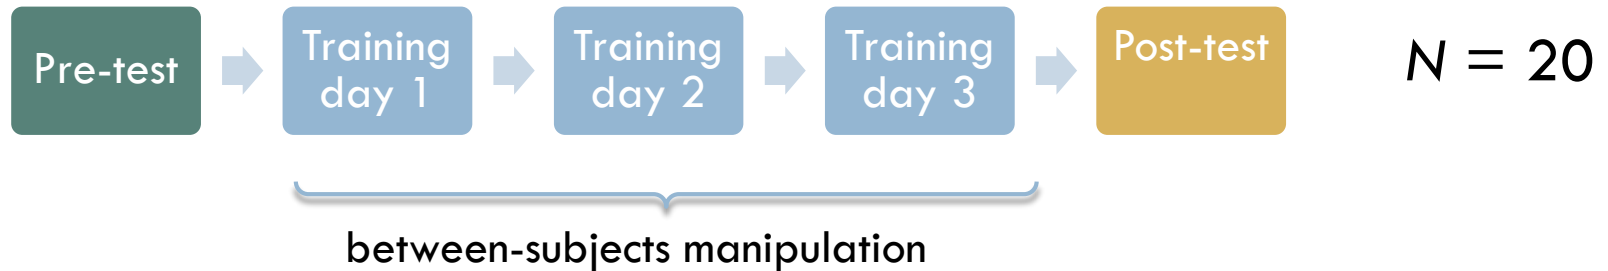 Pre-test
Training
day 1
Training
day 2
Training
day 3
Post-test
N = 20
between-subjects manipulation